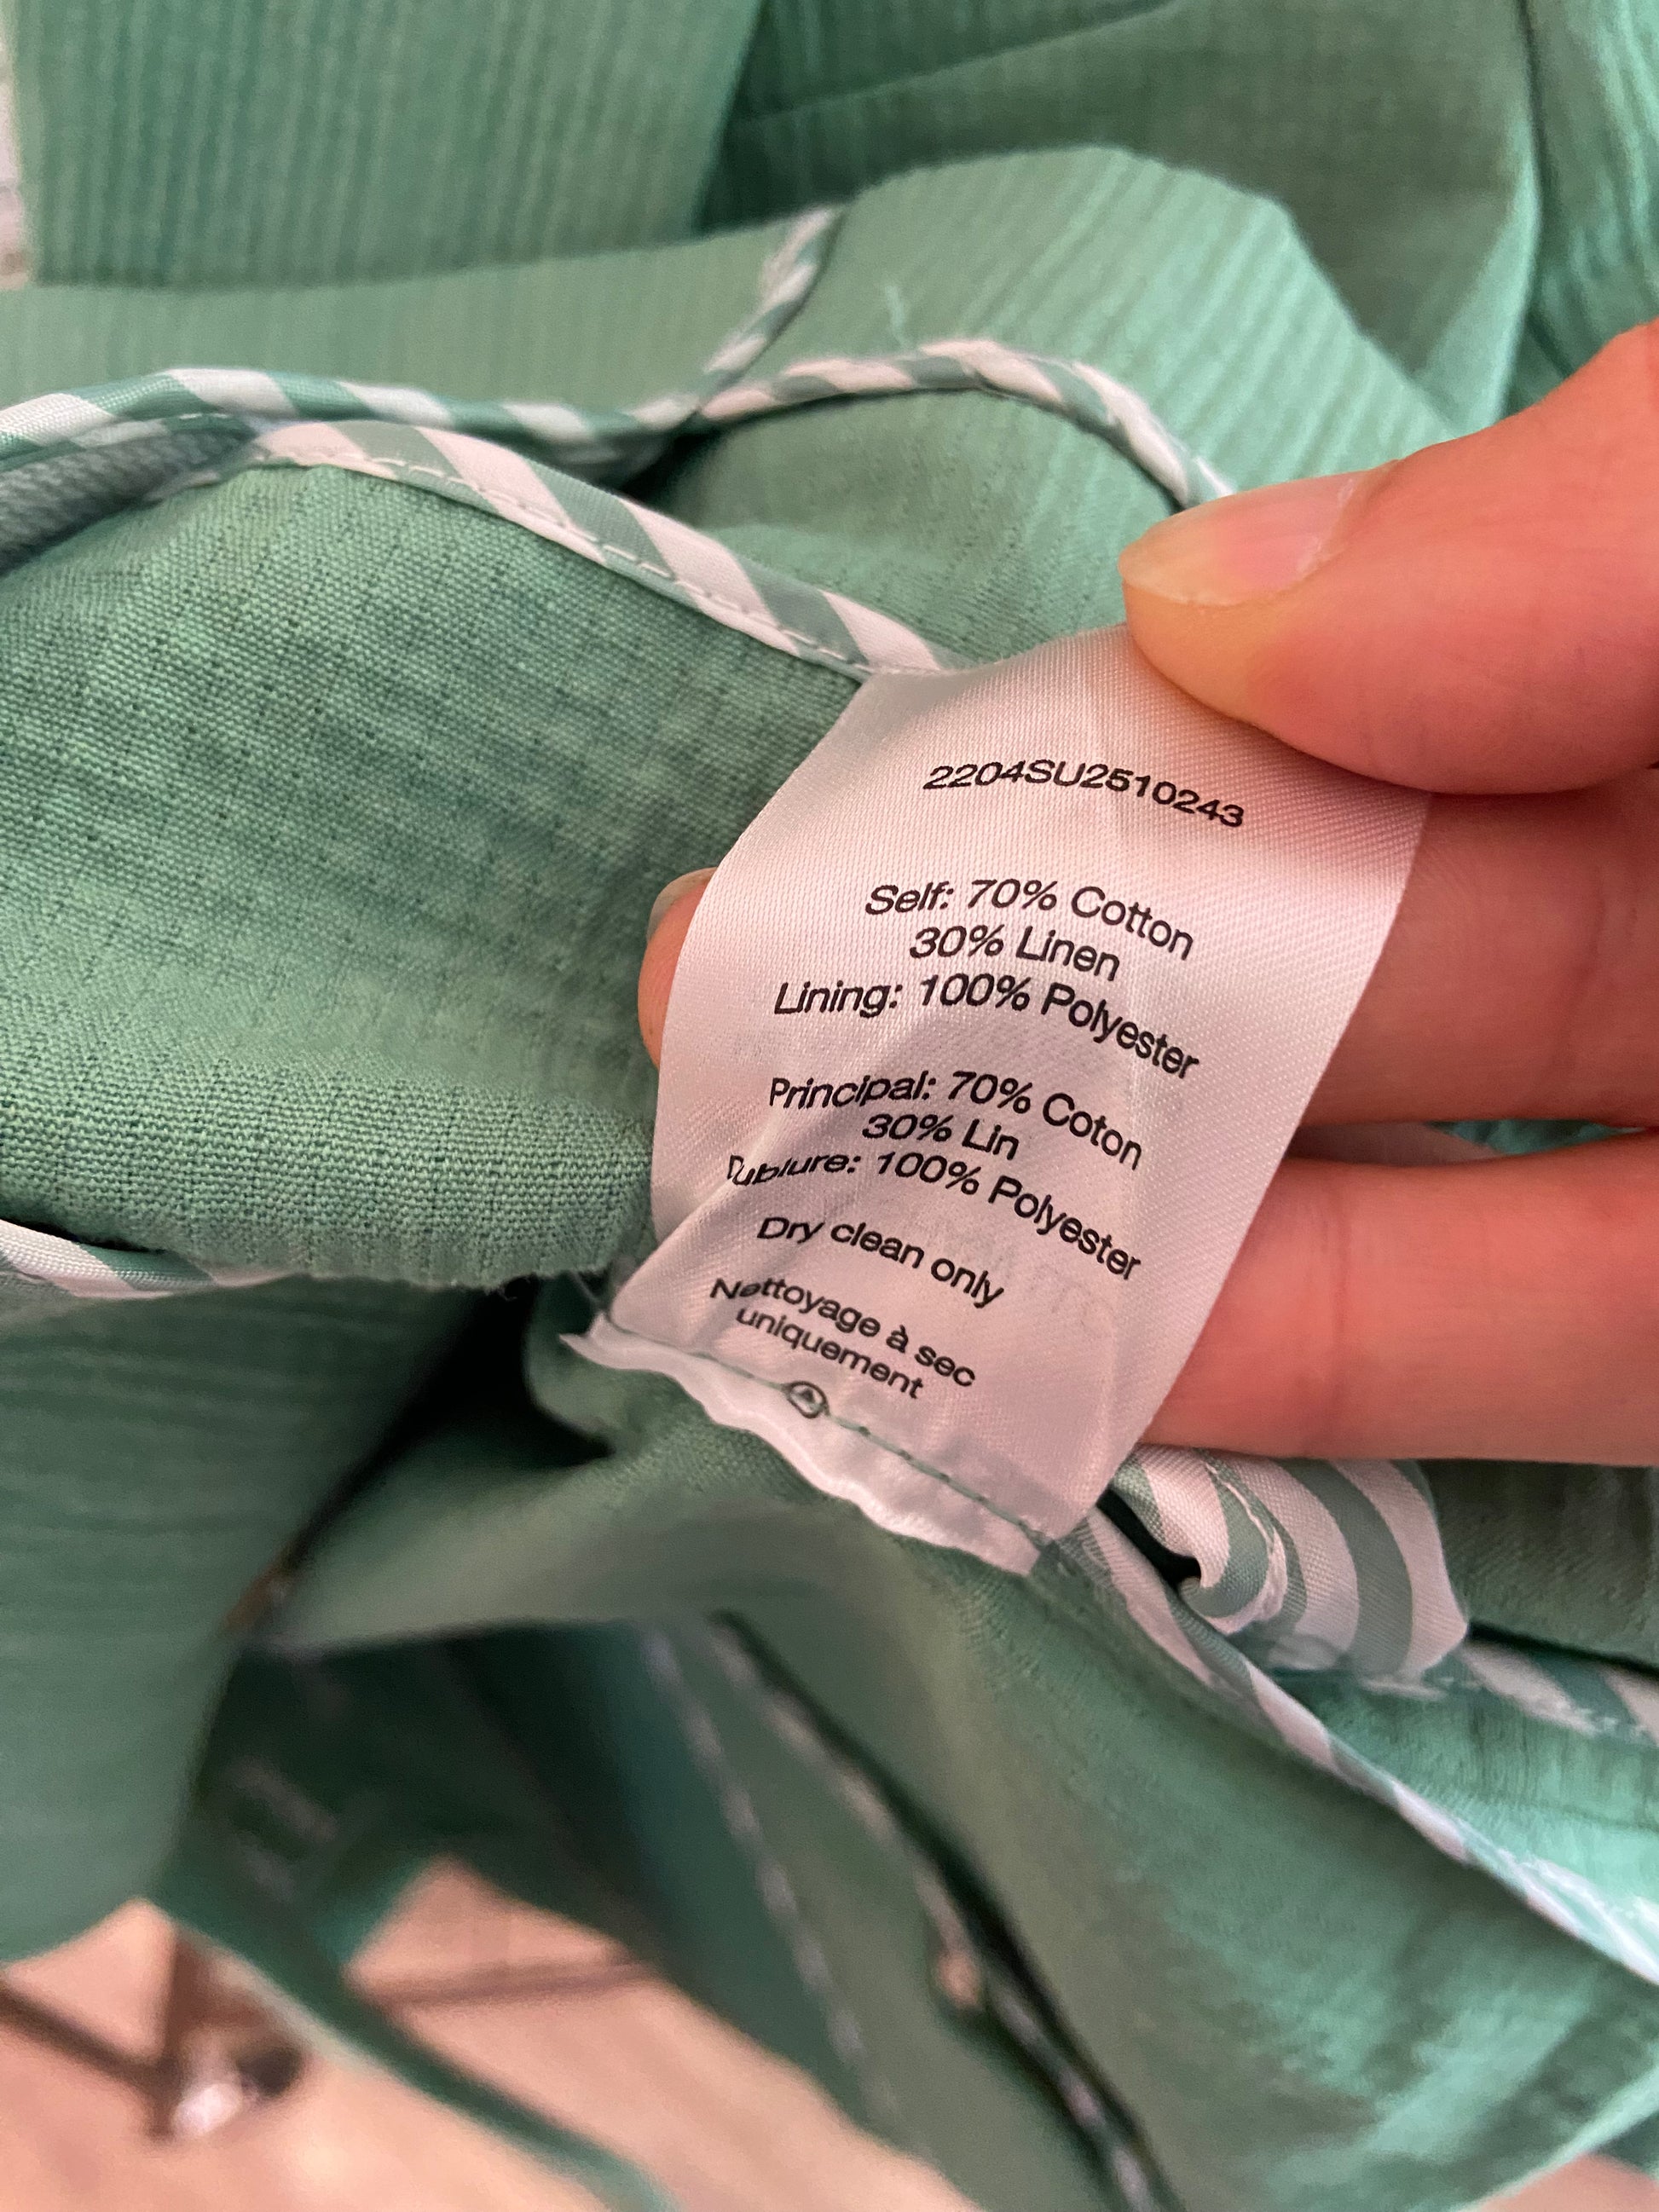 2204SU2510243
Self: 70% Cotton
30% Linen
Lining: 100% Polyester
Principal: 70% Coton
30% Lin
100% Polyester
Dry clean only
Nettoyage à sec
uniquement